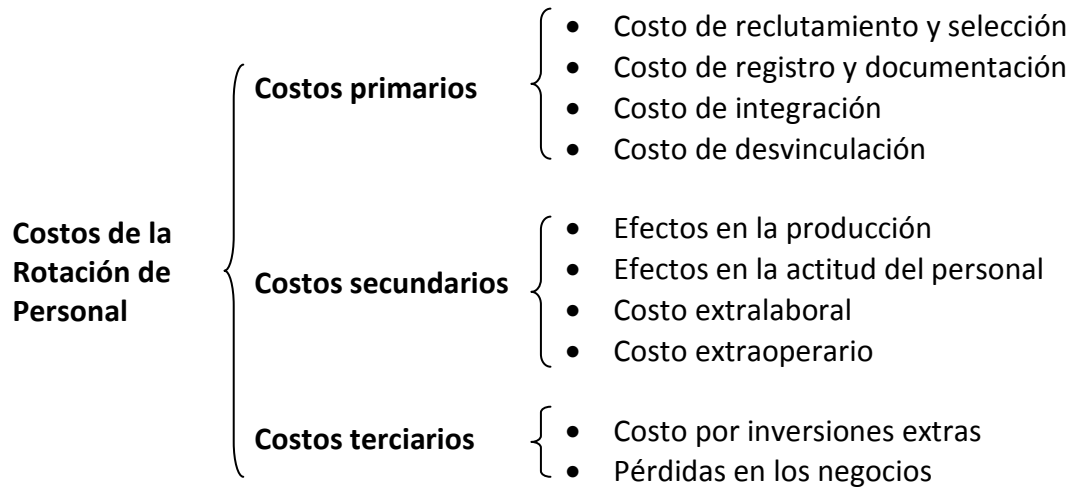 Costos de la
Rotación de
Personal
Costos primarios
• Costo de reclutamiento y selección
• Costo de registro y documentación
• Costo de integración
• Costo de desvinculación
Costos secundarios
• Efectos en la producción
• Efectos en la actitud del personal
• Costo extralaboral
• Costo extraoperario
Costos terciarios
• Costo por inversiones extras
• Pérdidas en los negocios